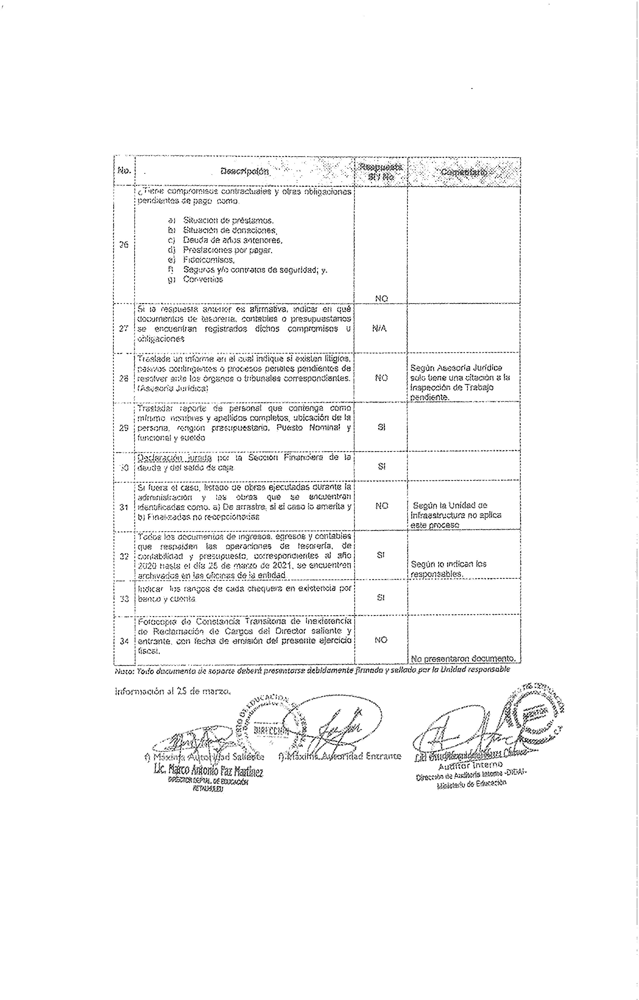 No.
Descripción
Respuesta
SI / No
Comentario
26
¿Tiene compromisos contractuales y otras obligaciones
pendientes de pago como.
a) Situación de préstamos.
b) Situación de donaciones,
c) Deuda de años anteriores,
d) Prestaciones por pagar.
e) Fideicomisos,
f) Seguros y/o contratos de seguridad; y.
g) Convenios
NO
27
Si la respuesta anterior es afirmativa, indicar en qué
documentos de tesorería, contables o presupuestarios
se encuentran registrados dichos compromisos u
obligaciones
N/A
28
Traslade un informe en el cual indique si existen litigios,
pasivos contingentes o procesos penales pendientes de
resolver ante los órganos o tribunales correspondientes.
(Asesoría Jurídica)
NO
Según Asesoría Jurídica
solo tiene una citación a la
Inspección de Trabajo
pendiente.
29
Trasladar reporte de personal que contenga como
mínimo nombres y apellidos completos, ubicación de la
persona, renglón presupuestario, Puesto Nominal y
funcional y sueldo
SI
30
Declaración jurada por la Sección Financiera de la
deuda y del saldo de caja
SI
31
Si fuera el caso, listado de obras ejecutadas durante la
administración y las obras que se encuentran
identificadas como. a) De arrastre, si el caso lo amerita y
b) Finalizadas no recepcionadas
NO
Según la Unidad de
Infraestructura no aplica
este proceso
32
Todos los documentos de ingresos, egresos y contables
que respalden las operaciones de tesorería, de
contabilidad y presupuesto, correspondientes al año
2020 hasta el día 25 de marzo de 2021, se encuentren
archivados en las oficinas de la entidad
SI
Según lo indican los
responsables.
33
Indicar los rangos de cada chequera en existencia por
banco y cuenta
SI
34
Fotocopia de Constancia Transitoria de Inexistencia
de Reclamación de Cargos del Director saliente y
entrante, con fecha de emisión del presente ejercicio
fiscal.
NO
No presentaron documento.
Nota: Todo documento de soporte deberá presentarse debidamente firmado y sellado por la Unidad responsable
Información al 25 de marzo.
DE EDUCACION
DIRECCIÓN
f) Máxima Autoridad Saliente
f) Máxima Autoridad Entrante
Lic. Marco Antonio Paz Martínez
DIRECTOR DEPTAL. DE EDUCACIÓN
RETALHULEU
Auditor Interno
Dirección de Auditoría Interna -DIDAI-
Ministerio de Educación